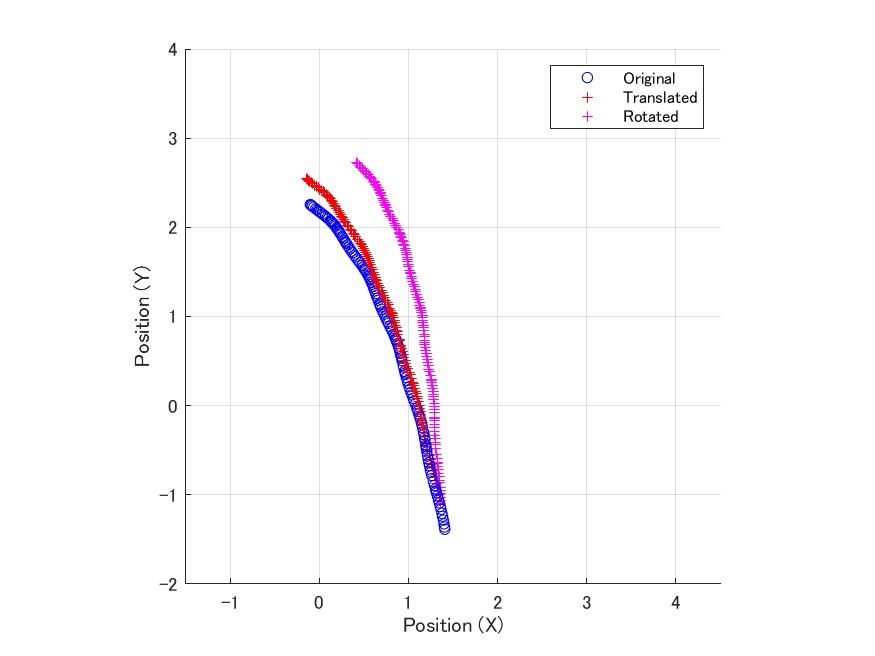 4
3
2
1
0
−1
−2
Position (Y)
Original
Translated
Rotated
−1 0 1 2 3 4
Position (X)